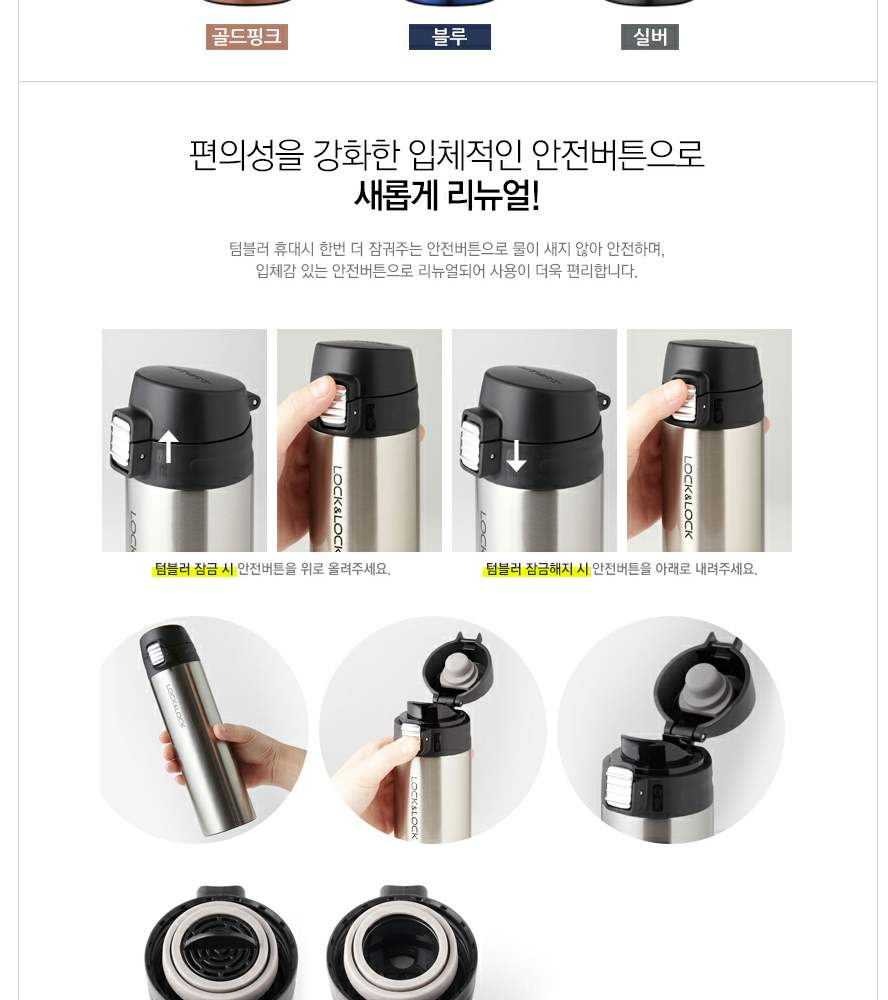 골드핑크
블루
실버
편의성을 강화한 입체적인 안전버튼으로
새롭게 리뉴얼!
텀블러 휴대시 한번 더 잠궈주는 안전버튼으로 물이 새지 않아 안전하며,
입체감 있는 안전버튼으로 리뉴얼되어 사용이 더욱 편리합니다.
LOCK
LOCK&LOCK
LOCK
LOCK&LOCK
텀블러 잠금 시 안전버튼을 위로 올려주세요.
텀블러 잠금해지 시 안전버튼을 아래로 내려주세요.
LOCK&LOCK
LOCK&LOCK